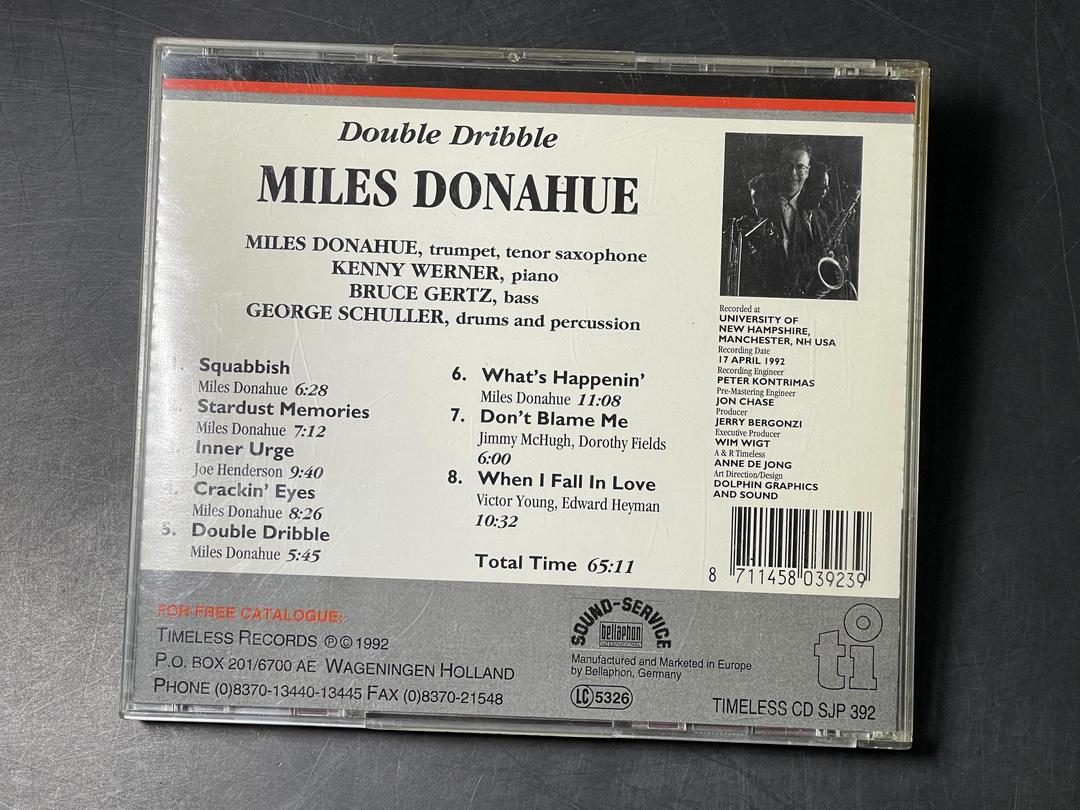 Double Dribble
MILES DONAHUE
MILES DONAHUE, trumpet, tenor saxophone
KENNY WERNER, piano
BRUCE GERTZ, bass
GEORGE SCHULLER, drums and percussion
Squabbish
Miles Donahue 6:28
Stardust Memories
Miles Donahue 7:12
Inner Urge
Joe Henderson 9:40
Crackin' Eyes
Miles Donahue 8:26
5. Double Dribble
Miles Donahue 5:45
6. What's Happenin'
Miles Donahue 11:08
7. Don't Blame Me
Jimmy McHugh, Dorothy Fields
6:00
8. When I Fall In Love
Victor Young, Edward Heyman
10:32
Total Time 65:11
Recorded at
UNIVERSITY OF
NEW HAMPSHIRE,
MANCHESTER, NH USA
Recording Date
17 APRIL 1992
Recording Engineer
PETER KONTRIMAS
Pre-Mastering Engineer
JON CHASE
Producer
JERRY BERGONZI
Executive Producer
WIM WIGT
A & R Timeless
ANNE DE JONG
Art Direction/Design
DOLPHIN GRAPHICS
AND SOUND
8 711458 039239
FOR FREE CATALOGUE:
TIMELESS RECORDS ℗© 1992
P.O. BOX 201/6700 AE WAGENINGEN HOLLAND
PHONE (0)8370-13440-13445 FAX (0)8370-21548
SOUND-SERVICE
bellaphon
Manufactured and Marketed in Europe
by Bellaphon, Germany
LC 5326
ti
TIMELESS CD SJP 392